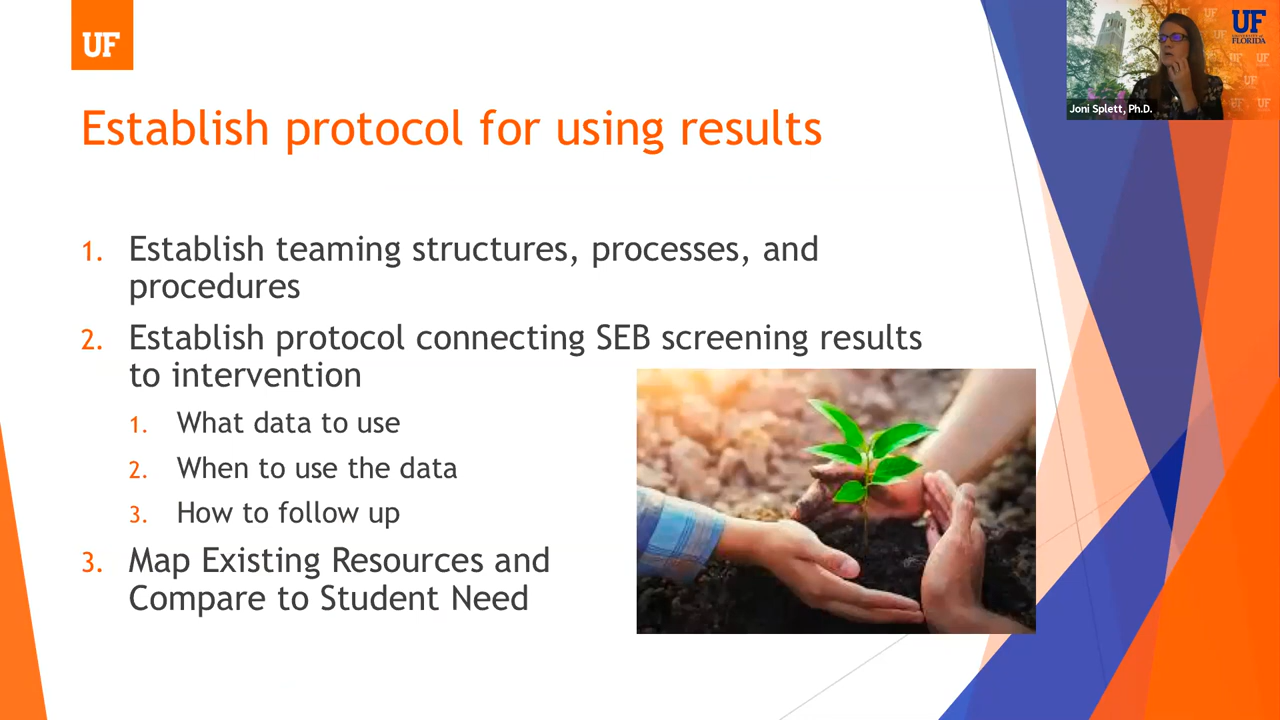 UF
UF
UNIVERSITY of
FLORIDA
Joni Splett, Ph.D.
Establish protocol for using results
1. Establish teaming structures, processes, and
procedures
2. Establish protocol connecting SEB screening results
to intervention
1. What data to use
2. When to use the data
3. How to follow up
3. Map Existing Resources and
Compare to Student Need